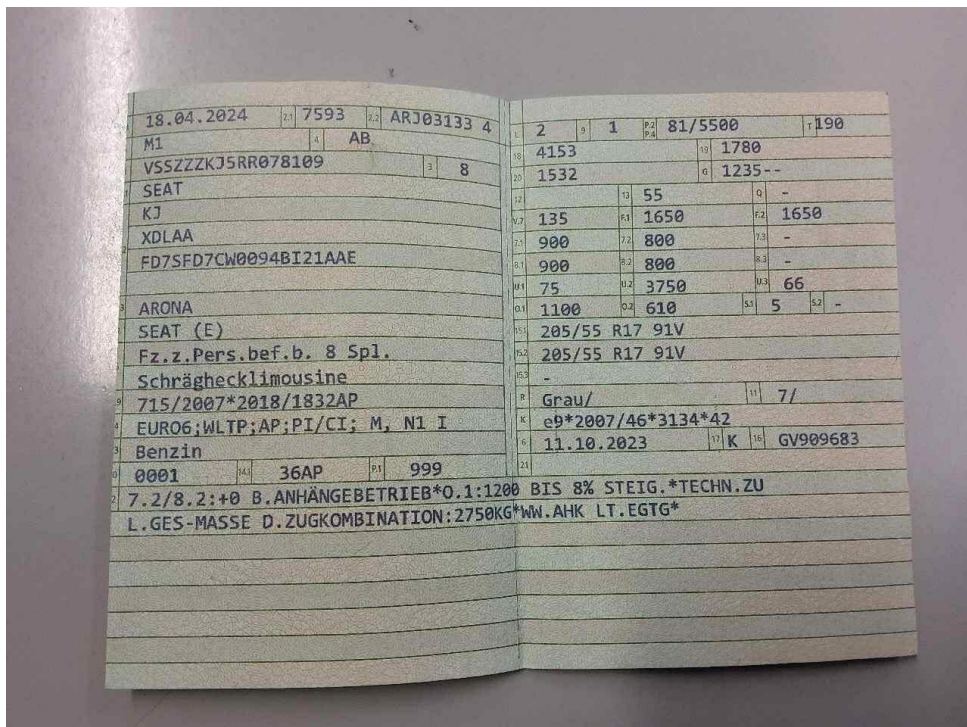 18.04.2024 2.1 7593 2.2 ARJ03133 4
M1 4 AB
VSSZZZKJ5RR078109 3 8
SEAT
KJ
XDLAA
FD7SFD7CW0094BI21AAE
ARONA
SEAT (E)
Fz.z.Pers.bef.b. 8 Spl.
Schräghecklimousine
715/2007*2018/1832AP
EURO6;WLTP;AP;PI/CI; M, N1 I
Benzin
0001 14.1 36AP P.1 999
L 2 9 1 P.2 P.4 81/5500 T 190
18 4153 19 1780
20 1532 G 1235--
12 13 55 Q -
V.7 135 F.1 1650 F.2 1650
7.1 900 7.2 800 7.3 -
8.1 900 8.2 800 8.3 -
U.1 75 U.2 3750 U.3 66
O.1 1100 O.2 610 S.1 5 S.2 -
15.1 205/55 R17 91V
15.2 205/55 R17 91V
15.3 -
R Grau/ 11 7/
K e9*2007/46*3134*42
6 11.10.2023 17 K 16 GV909683
21
7.2/8.2:+0 B.ANHÄNGEBETRIEB*O.1:1200 BIS 8% STEIG.*TECHN.ZU
L.GES-MASSE D.ZUGKOMBINATION:2750KG*WW.AHK LT.EGTG*